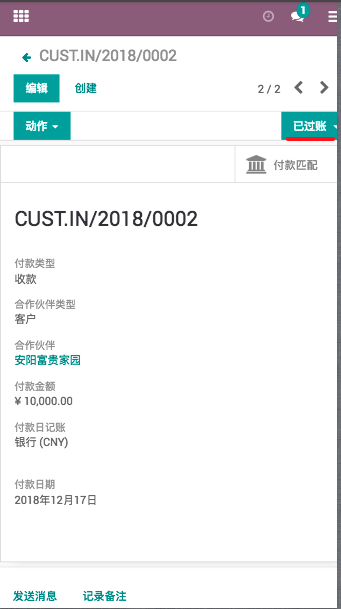 1
CUST.IN/2018/0002
编辑 创建 2 / 2
动作 已过账
付款匹配
CUST.IN/2018/0002
付款类型
收款
合作伙伴类型
客户
合作伙伴
安阳富贵家园
付款金额
¥ 10,000.00
付款日记账
银行 (CNY)
付款日期
2018年12月17日
发送消息 记录备注